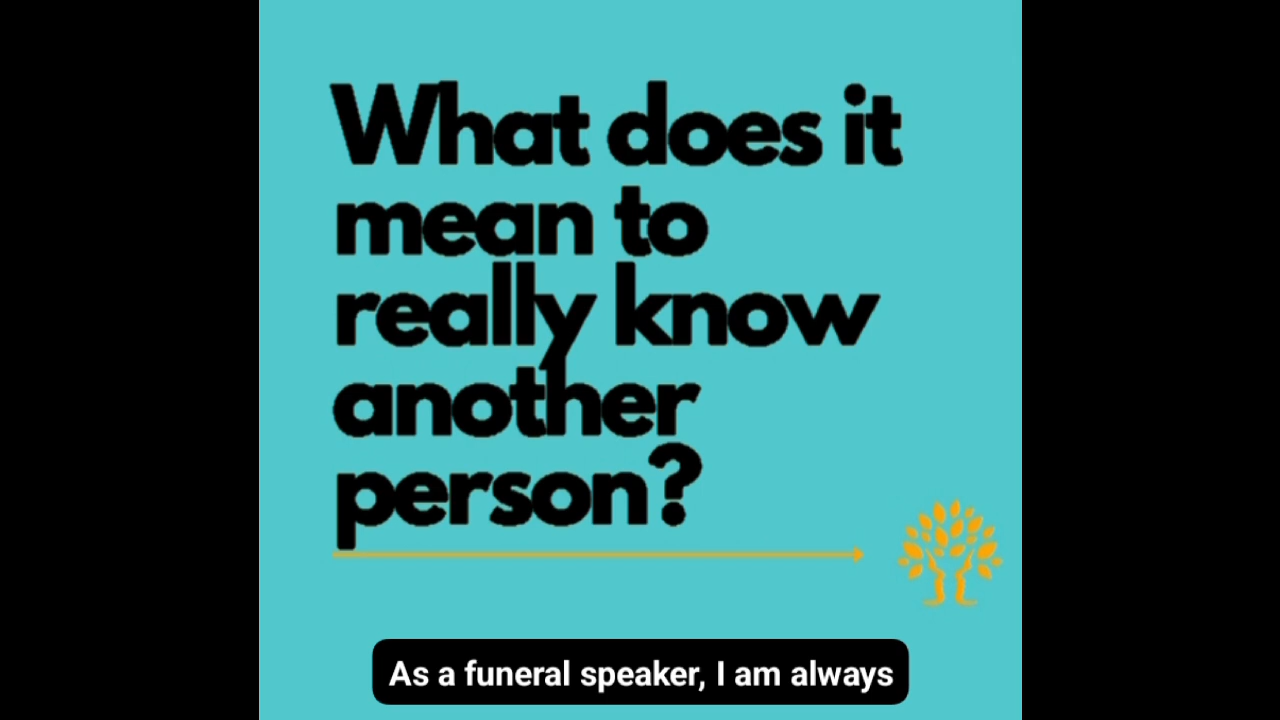 What does it
mean to
really know
another
person?
As a funeral speaker, I am always